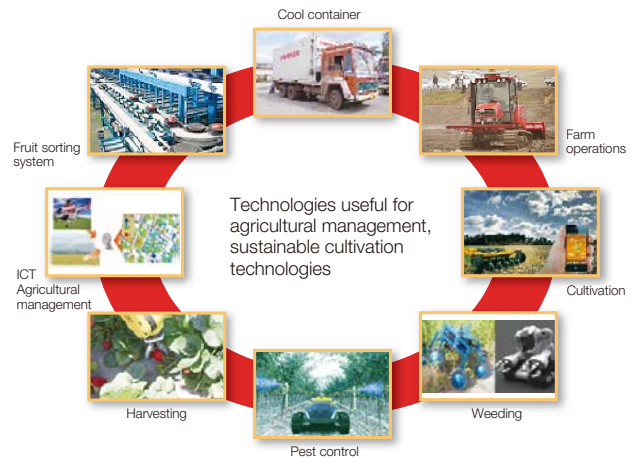 Cool container
Farm
operations
Cultivation
Weeding
Pest control
Harvesting
ICT
Agricultural
management
Fruit sorting
system
Technologies useful for
agricultural management,
sustainable cultivation
technologies